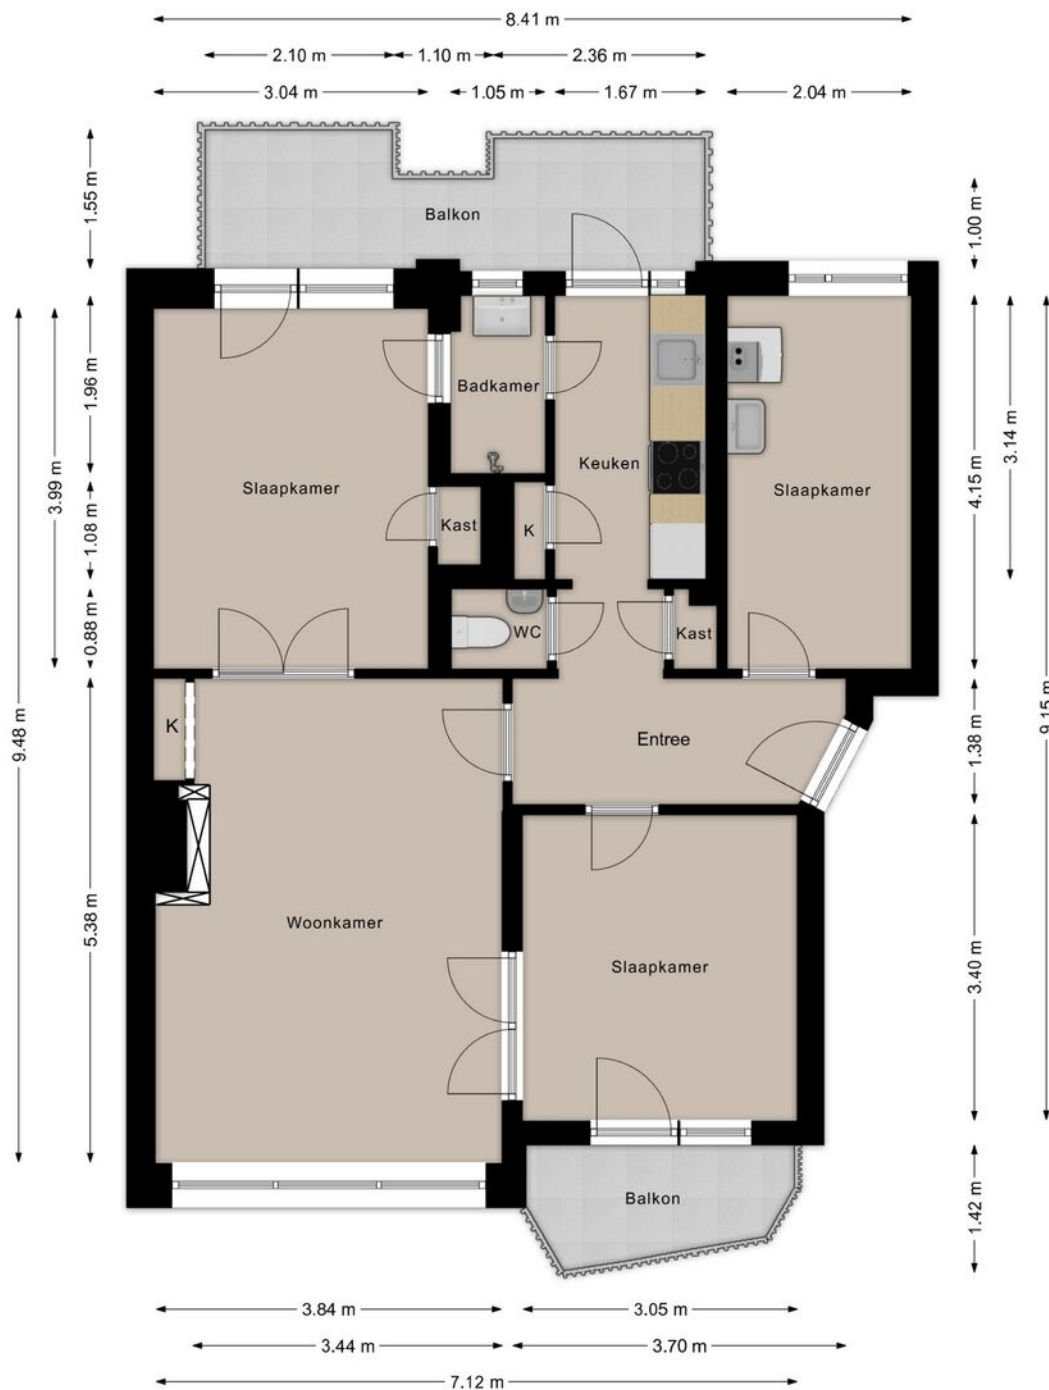 8.41 m
2.10 m 1.10 m 2.36 m
3.04 m 1.05 m 1.67 m 2.04 m
1.55 m
1.00 m
Balkon
1.96 m
Badkamer
3.14 m
Keuken
3.99 m
4.15 m
Slaapkamer
Slaapkamer
1.08 m
Kast
K
0.88 m
WC
Kast
9.48 m
K
Entree
1.38 m
9.15 m
5.38 m
Woonkamer
Slaapkamer
3.40 m
Balkon
1.42 m
3.84 m 3.05 m
3.44 m 3.70 m
7.12 m